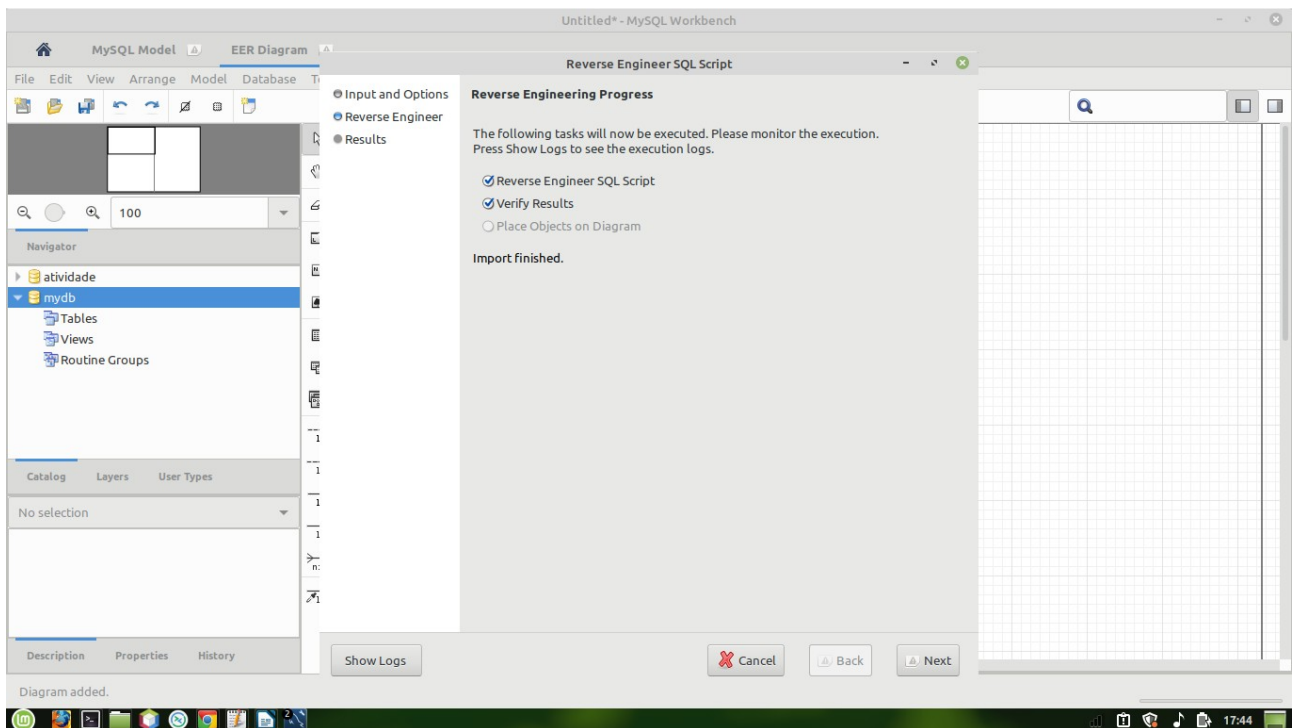 Untitled* - MySQL Workbench
MySQL Model
EER Diagram
File Edit View Arrange Model Database
Reverse Engineer SQL Script
Input and Options
Reverse Engineer
Results
Reverse Engineering Progress
The following tasks will now be executed. Please monitor the execution.
Press Show Logs to see the execution logs.
Reverse Engineer SQL Script
Verify Results
Place Objects on Diagram
Import finished.
100
Navigator
atividade
mydb
Tables
Views
Routine Groups
Catalog Layers User Types
No selection
Description Properties History
Show Logs
Cancel
Back
Next
Diagram added.
17:44